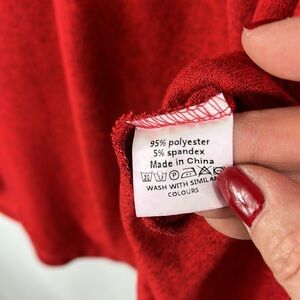 95% polyester
5% spandex
Made in China
WASH WITH SIMILAR
COLOURS